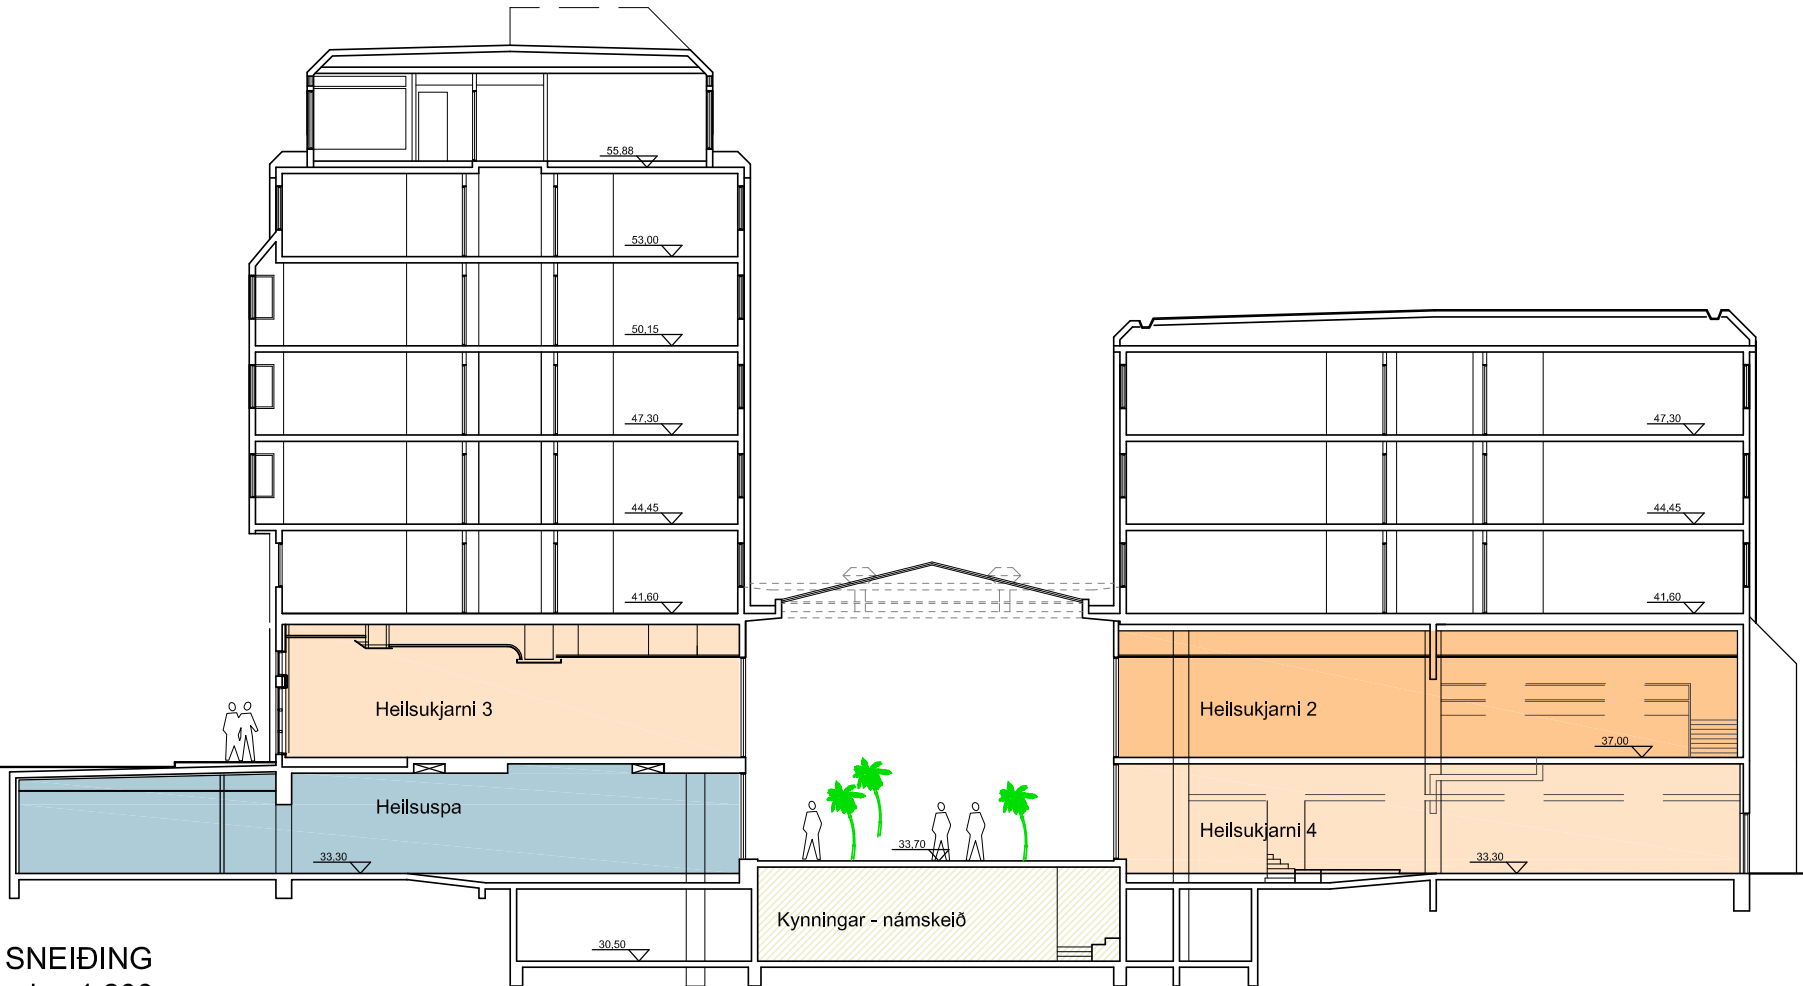 55,88
53,00
50,15
47,30
47,30
44,45
44,45
41,60
41,60
Heilsukjarni 3
Heilsukjarni 2
37,00
Heilsuspa
Heilsukjarni 4
33,70
33,30
33,30
Kynningar - námskeið
30,50
SNEIÐING